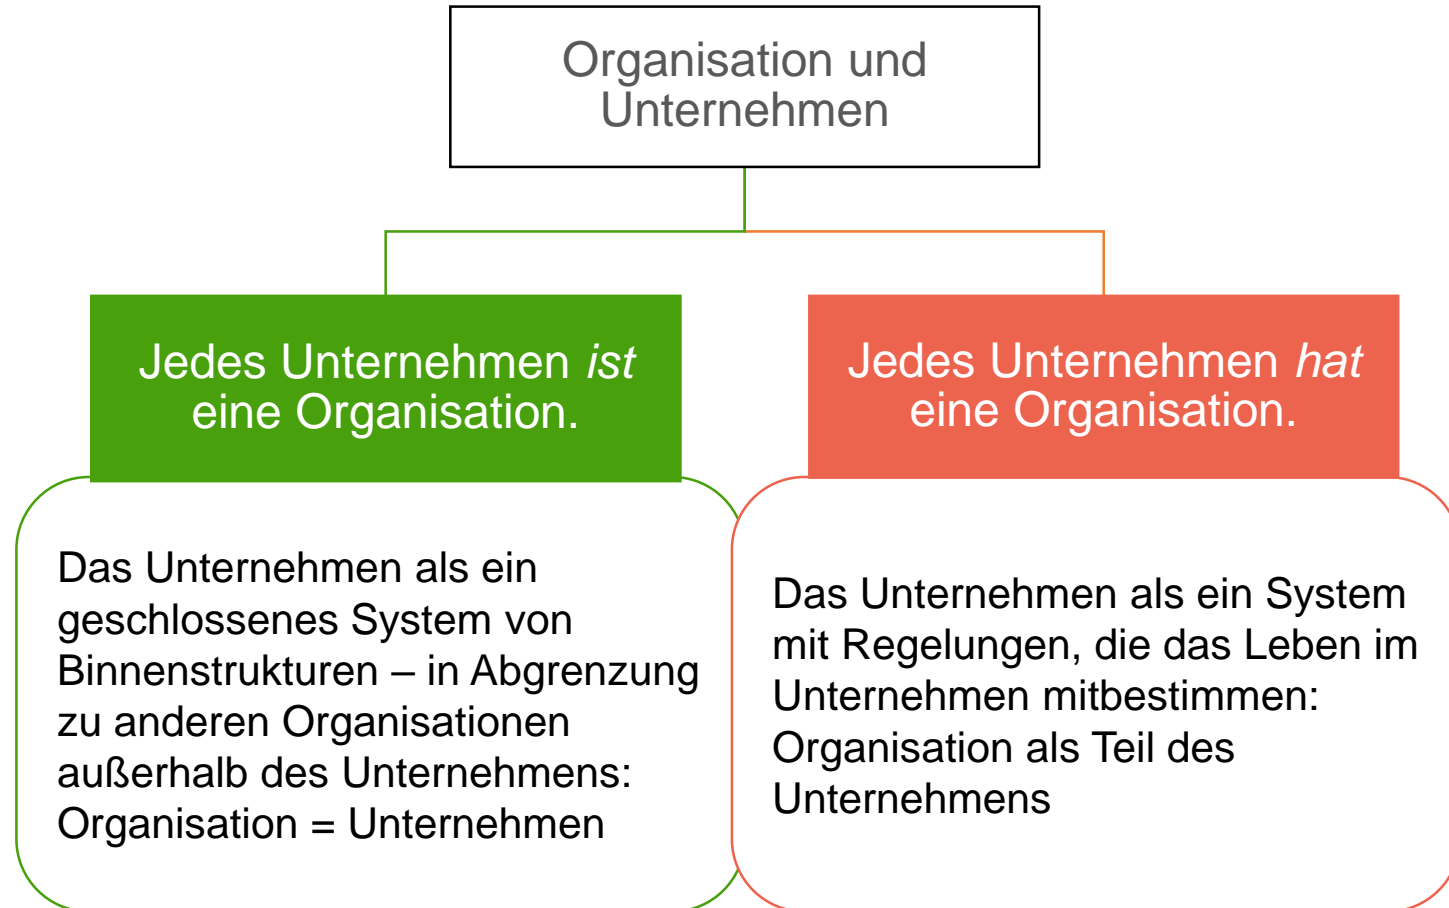 Organisation und
Unternehmen
Jedes Unternehmen ist
eine Organisation.
Jedes Unternehmen hat
eine Organisation.
Das Unternehmen als ein
geschlossenes System von
Binnenstrukturen – in Abgrenzung
zu anderen Organisationen
außerhalb des Unternehmens:
Organisation = Unternehmen
Das Unternehmen als ein System
mit Regelungen, die das Leben im
Unternehmen mitbestimmen:
Organisation als Teil des
Unternehmens